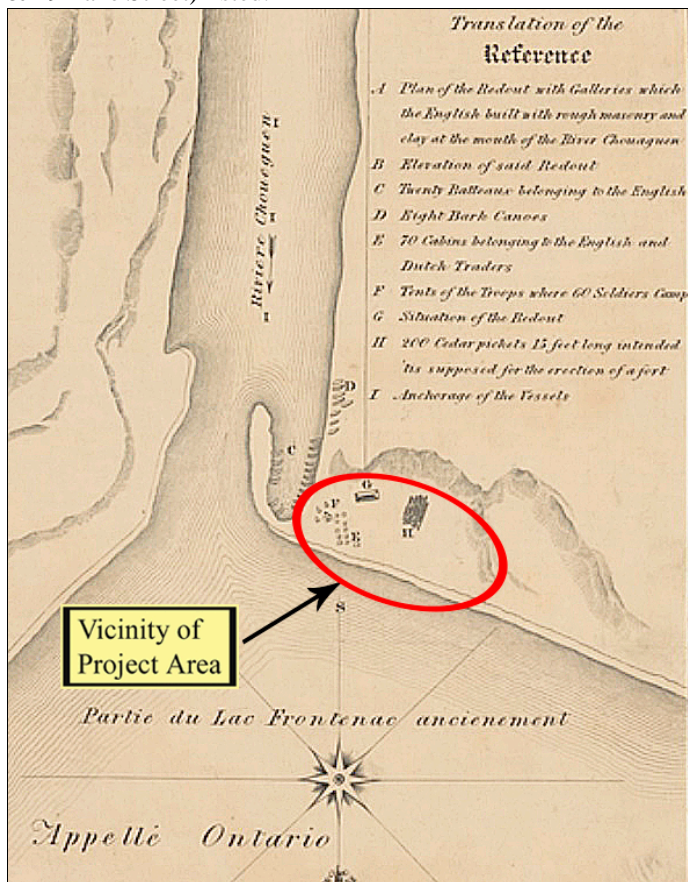 Translation of the
Reference
A Plan of the Redout with Galleries which
the English built with rough masonry and
clay at the mouth of the River Chouaguen
B Elevation of said Redout
C Twenty Batteaux belonging to the English
D Eight Bark Canoes
E 70 Cabins belonging to the English and
Dutch Traders
F Tents of the Troops where 60 Soldiers Camp
G Situation of the Redout
H 200 Cedar pickets 15 feet long intended
'tis supposed for the erection of a fort
I Anchorage of the Vessels
Riviere Choueguen
I
I
I
D
C
G
F
H
E
S
Vicinity of
Project Area
Partie du Lac Frontenac ancienement
Appellé Ontario